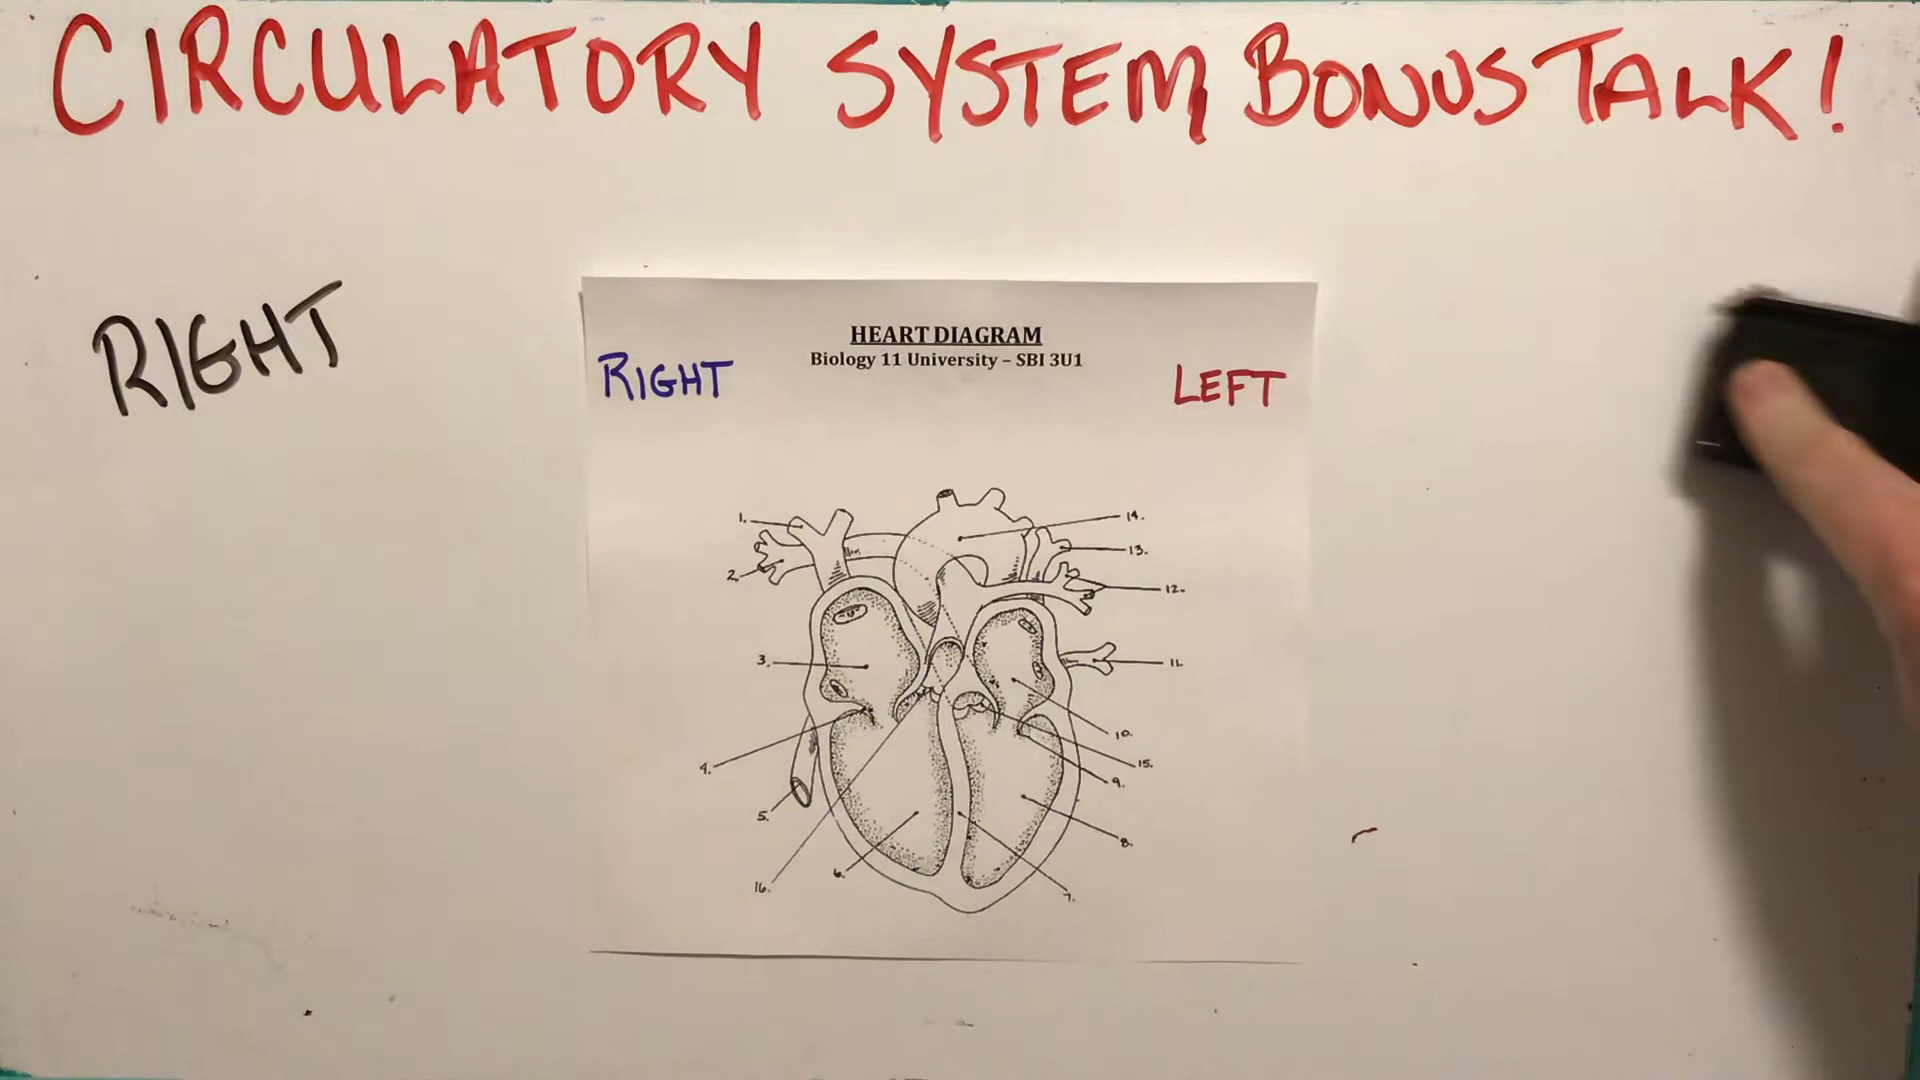 CIRCULATORY SYSTEM BONUS TALK!
RIGHT
HEART DIAGRAM
Biology 11 University – SBI 3U1
RIGHT
LEFT
1.
14.
13.
2.
12.
3.
11.
10.
4.
15.
9.
5.
8.
6.
16.
7.